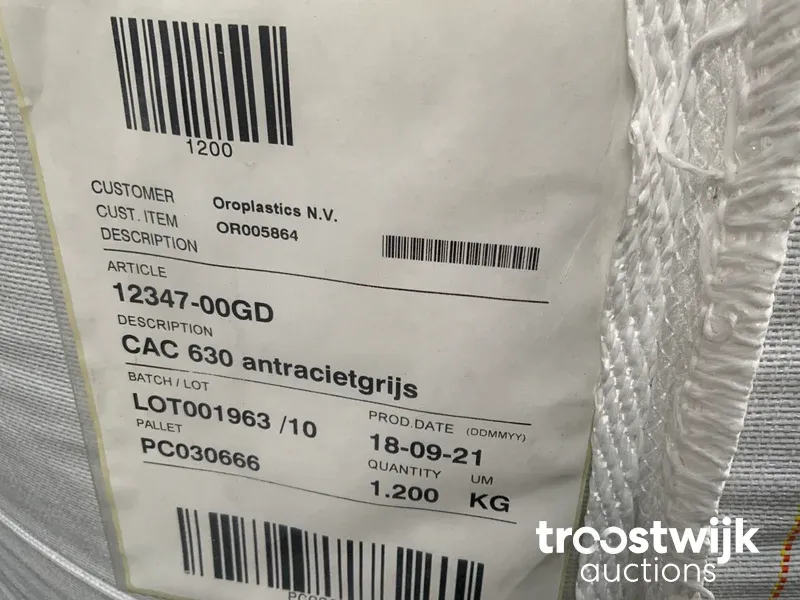 1200
CUSTOMER Oroplastics N.V.
CUST. ITEM OR005864
DESCRIPTION
ARTICLE
12347-00GD
DESCRIPTION
CAC 630 antracietgrijs
BATCH / LOT
LOT001963 /10
PROD.DATE (DDMMYY)
18-09-21
PALLET
PC030666
QUANTITY UM
1.200 KG
troostwijk
auctions